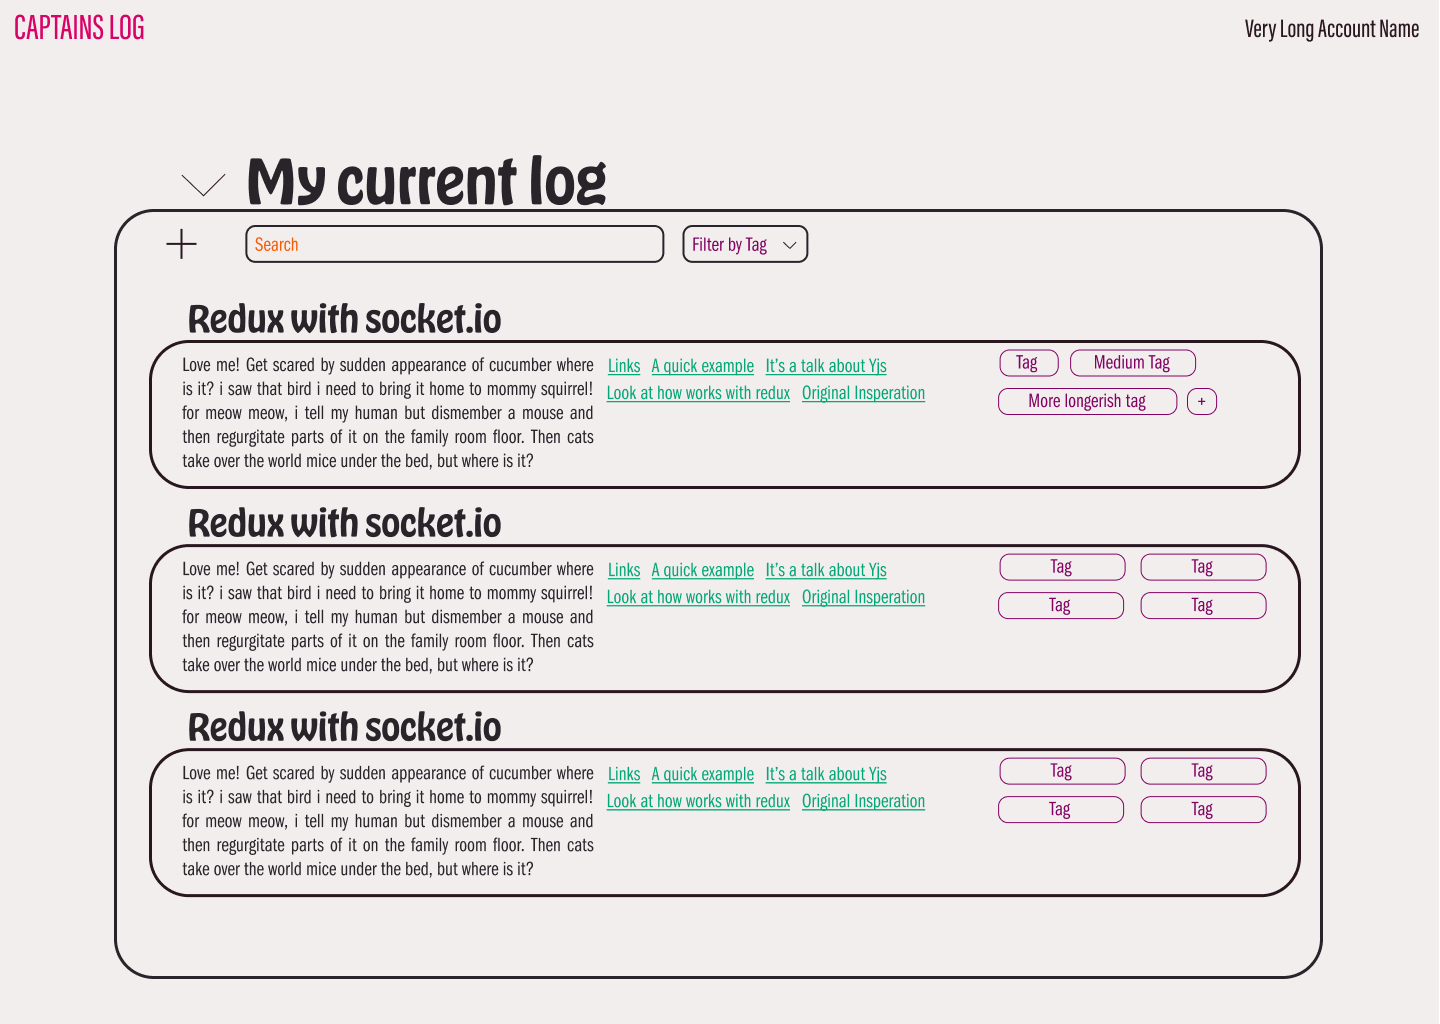 CAPTAINS LOG
Very Long Account Name
My current log
Search
Filter by Tag
Redux with socket.io
Love me! Get scared by sudden appearance of cucumber where
is it? i saw that bird i need to bring it home to mommy squirrel!
for meow meow, i tell my human but dismember a mouse and
then regurgitate parts of it on the family room floor. Then cats
take over the world mice under the bed, but where is it?
Links A quick example It's a talk about Yjs
Look at how works with redux Original Insperation
Tag Medium Tag
More longerish tag +
Redux with socket.io
Love me! Get scared by sudden appearance of cucumber where
is it? i saw that bird i need to bring it home to mommy squirrel!
for meow meow, i tell my human but dismember a mouse and
then regurgitate parts of it on the family room floor. Then cats
take over the world mice under the bed, but where is it?
Links A quick example It's a talk about Yjs
Look at how works with redux Original Insperation
Tag Tag
Tag Tag
Redux with socket.io
Love me! Get scared by sudden appearance of cucumber where
is it? i saw that bird i need to bring it home to mommy squirrel!
for meow meow, i tell my human but dismember a mouse and
then regurgitate parts of it on the family room floor. Then cats
take over the world mice under the bed, but where is it?
Links A quick example It's a talk about Yjs
Look at how works with redux Original Insperation
Tag Tag
Tag Tag